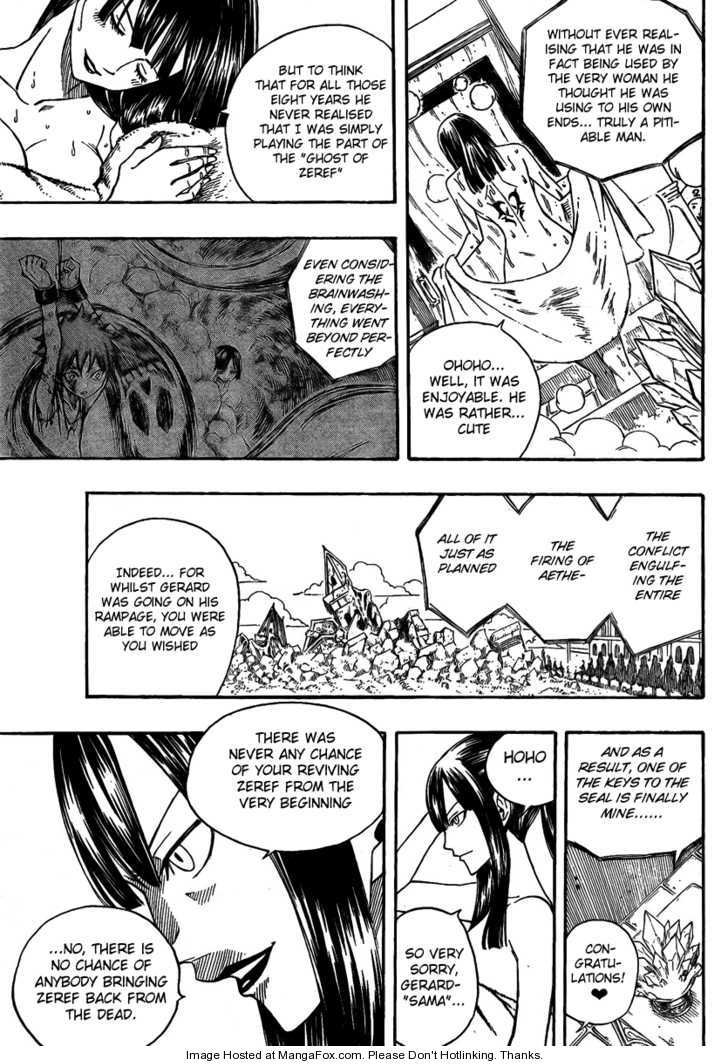 WITHOUT EVER REAL-
ISING THAT HE WAS IN
FACT BEING USED BY
THE VERY WOMAN HE
THOUGHT HE WAS
USING TO HIS OWN
ENDS... TRULY A PITI-
ABLE MAN.
OHOHO...
WELL, IT WAS
ENJOYABLE. HE
WAS RATHER...
CUTE
BUT TO THINK
THAT FOR ALL THOSE
EIGHT YEARS HE
NEVER REALISED
THAT I WAS SIMPLY
PLAYING THE PART OF
THE "GHOST OF
ZEREF"
EVEN CONSID-
ERING THE
BRAINWASH-
ING, EVERY-
THING WENT
BEYOND PER-
FECTLY
THE
CONFLICT
ENGULF-
ING THE
ENTIRE
THE
FIRING OF
AETHE-
ALL OF IT
JUST AS
PLANNED
INDEED... FOR
WHILST GERARD
WAS GOING ON HIS
RAMPAGE, YOU WERE
ABLE TO MOVE AS
YOU WISHED
AND AS A
RESULT, ONE OF
THE KEYS TO THE
SEAL IS FINALLY
MINE......
CON-
GRATU-
LATIONS!
♥
HOHO
...
SO VERY
SORRY,
GERARD-
"SAMA"...
THERE WAS
NEVER ANY CHANCE
OF YOUR REVIVING
ZEREF FROM THE
VERY BEGINNING
...NO, THERE IS
NO CHANCE OF
ANYBODY BRINGING
ZEREF BACK FROM
THE DEAD.
Image Hosted at MangaFox.com. Please Don't Hotlinking. Thanks.